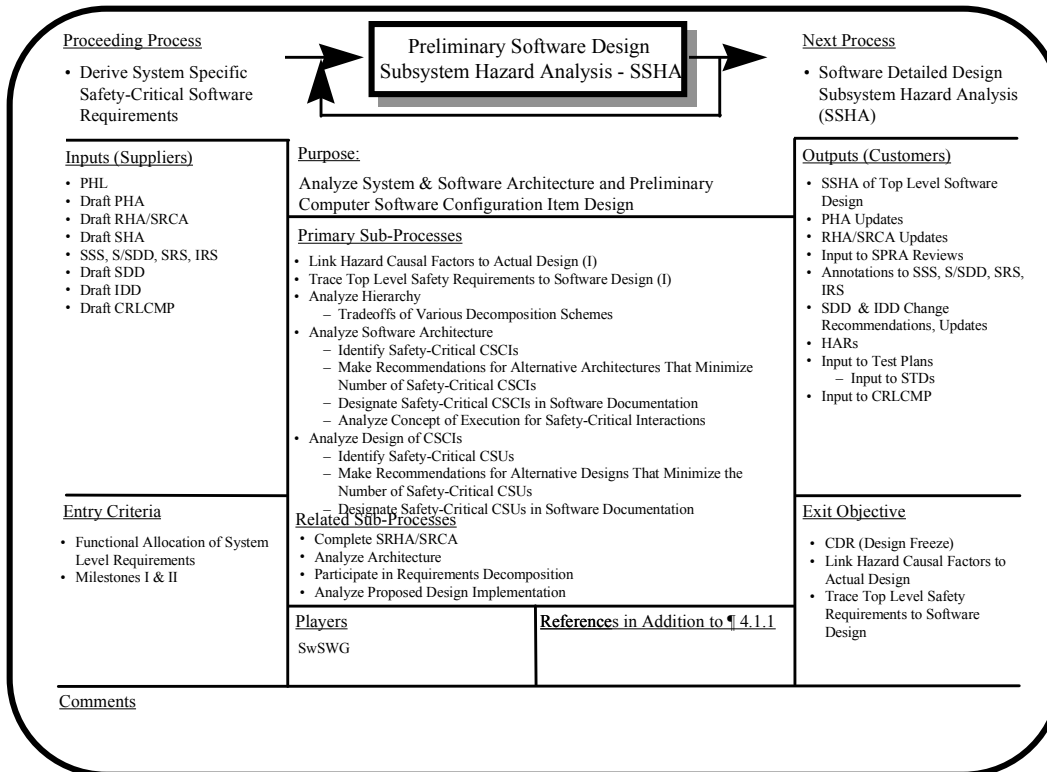 Proceeding Process
• Derive System Specific
Safety-Critical Software
Requirements
Preliminary Software Design
Subsystem Hazard Analysis - SSHA
Next Process
• Software Detailed Design
Subsystem Hazard Analysis
(SSHA)
Inputs (Suppliers)
• PHL
• Draft PHA
• Draft RHA/SRCA
• Draft SHA
• SSS, S/SDD, SRS, IRS
• Draft SDD
• Draft IDD
• Draft CRLCMP
Purpose:
Analyze System & Software Architecture and Preliminary
Computer Software Configuration Item Design
Primary Sub-Processes
• Link Hazard Causal Factors to Actual Design (I)
• Trace Top Level Safety Requirements to Software Design (I)
• Analyze Hierarchy
– Tradeoffs of Various Decomposition Schemes
• Analyze Software Architecture
– Identify Safety-Critical CSCIs
– Make Recommendations for Alternative Architectures That Minimize
Number of Safety-Critical CSCIs
– Designate Safety-Critical CSCIs in Software Documentation
– Analyze Concept of Execution for Safety-Critical Interactions
• Analyze Design of CSCIs
– Identify Safety-Critical CSUs
– Make Recommendations for Alternative Designs That Minimize the
Number of Safety-Critical CSUs
– Designate Safety-Critical CSUs in Software Documentation
Related Sub-Processes
• Complete SRHA/SRCA
• Analyze Architecture
• Participate in Requirements Decomposition
• Analyze Proposed Design Implementation
Outputs (Customers)
• SSHA of Top Level Software
Design
• PHA Updates
• RHA/SRCA Updates
• Input to SPRA Reviews
• Annotations to SSS, S/SDD, SRS,
IRS
• SDD & IDD Change
Recommendations, Updates
• HARs
• Input to Test Plans
– Input to STDs
• Input to CRLCMP
Entry Criteria
• Functional Allocation of System
Level Requirements
• Milestones I & II
Exit Objective
• CDR (Design Freeze)
• Link Hazard Causal Factors to
Actual Design
• Trace Top Level Safety
Requirements to Software
Design
Players
SwSWG
References in Addition to ¶ 4.1.1
Comments